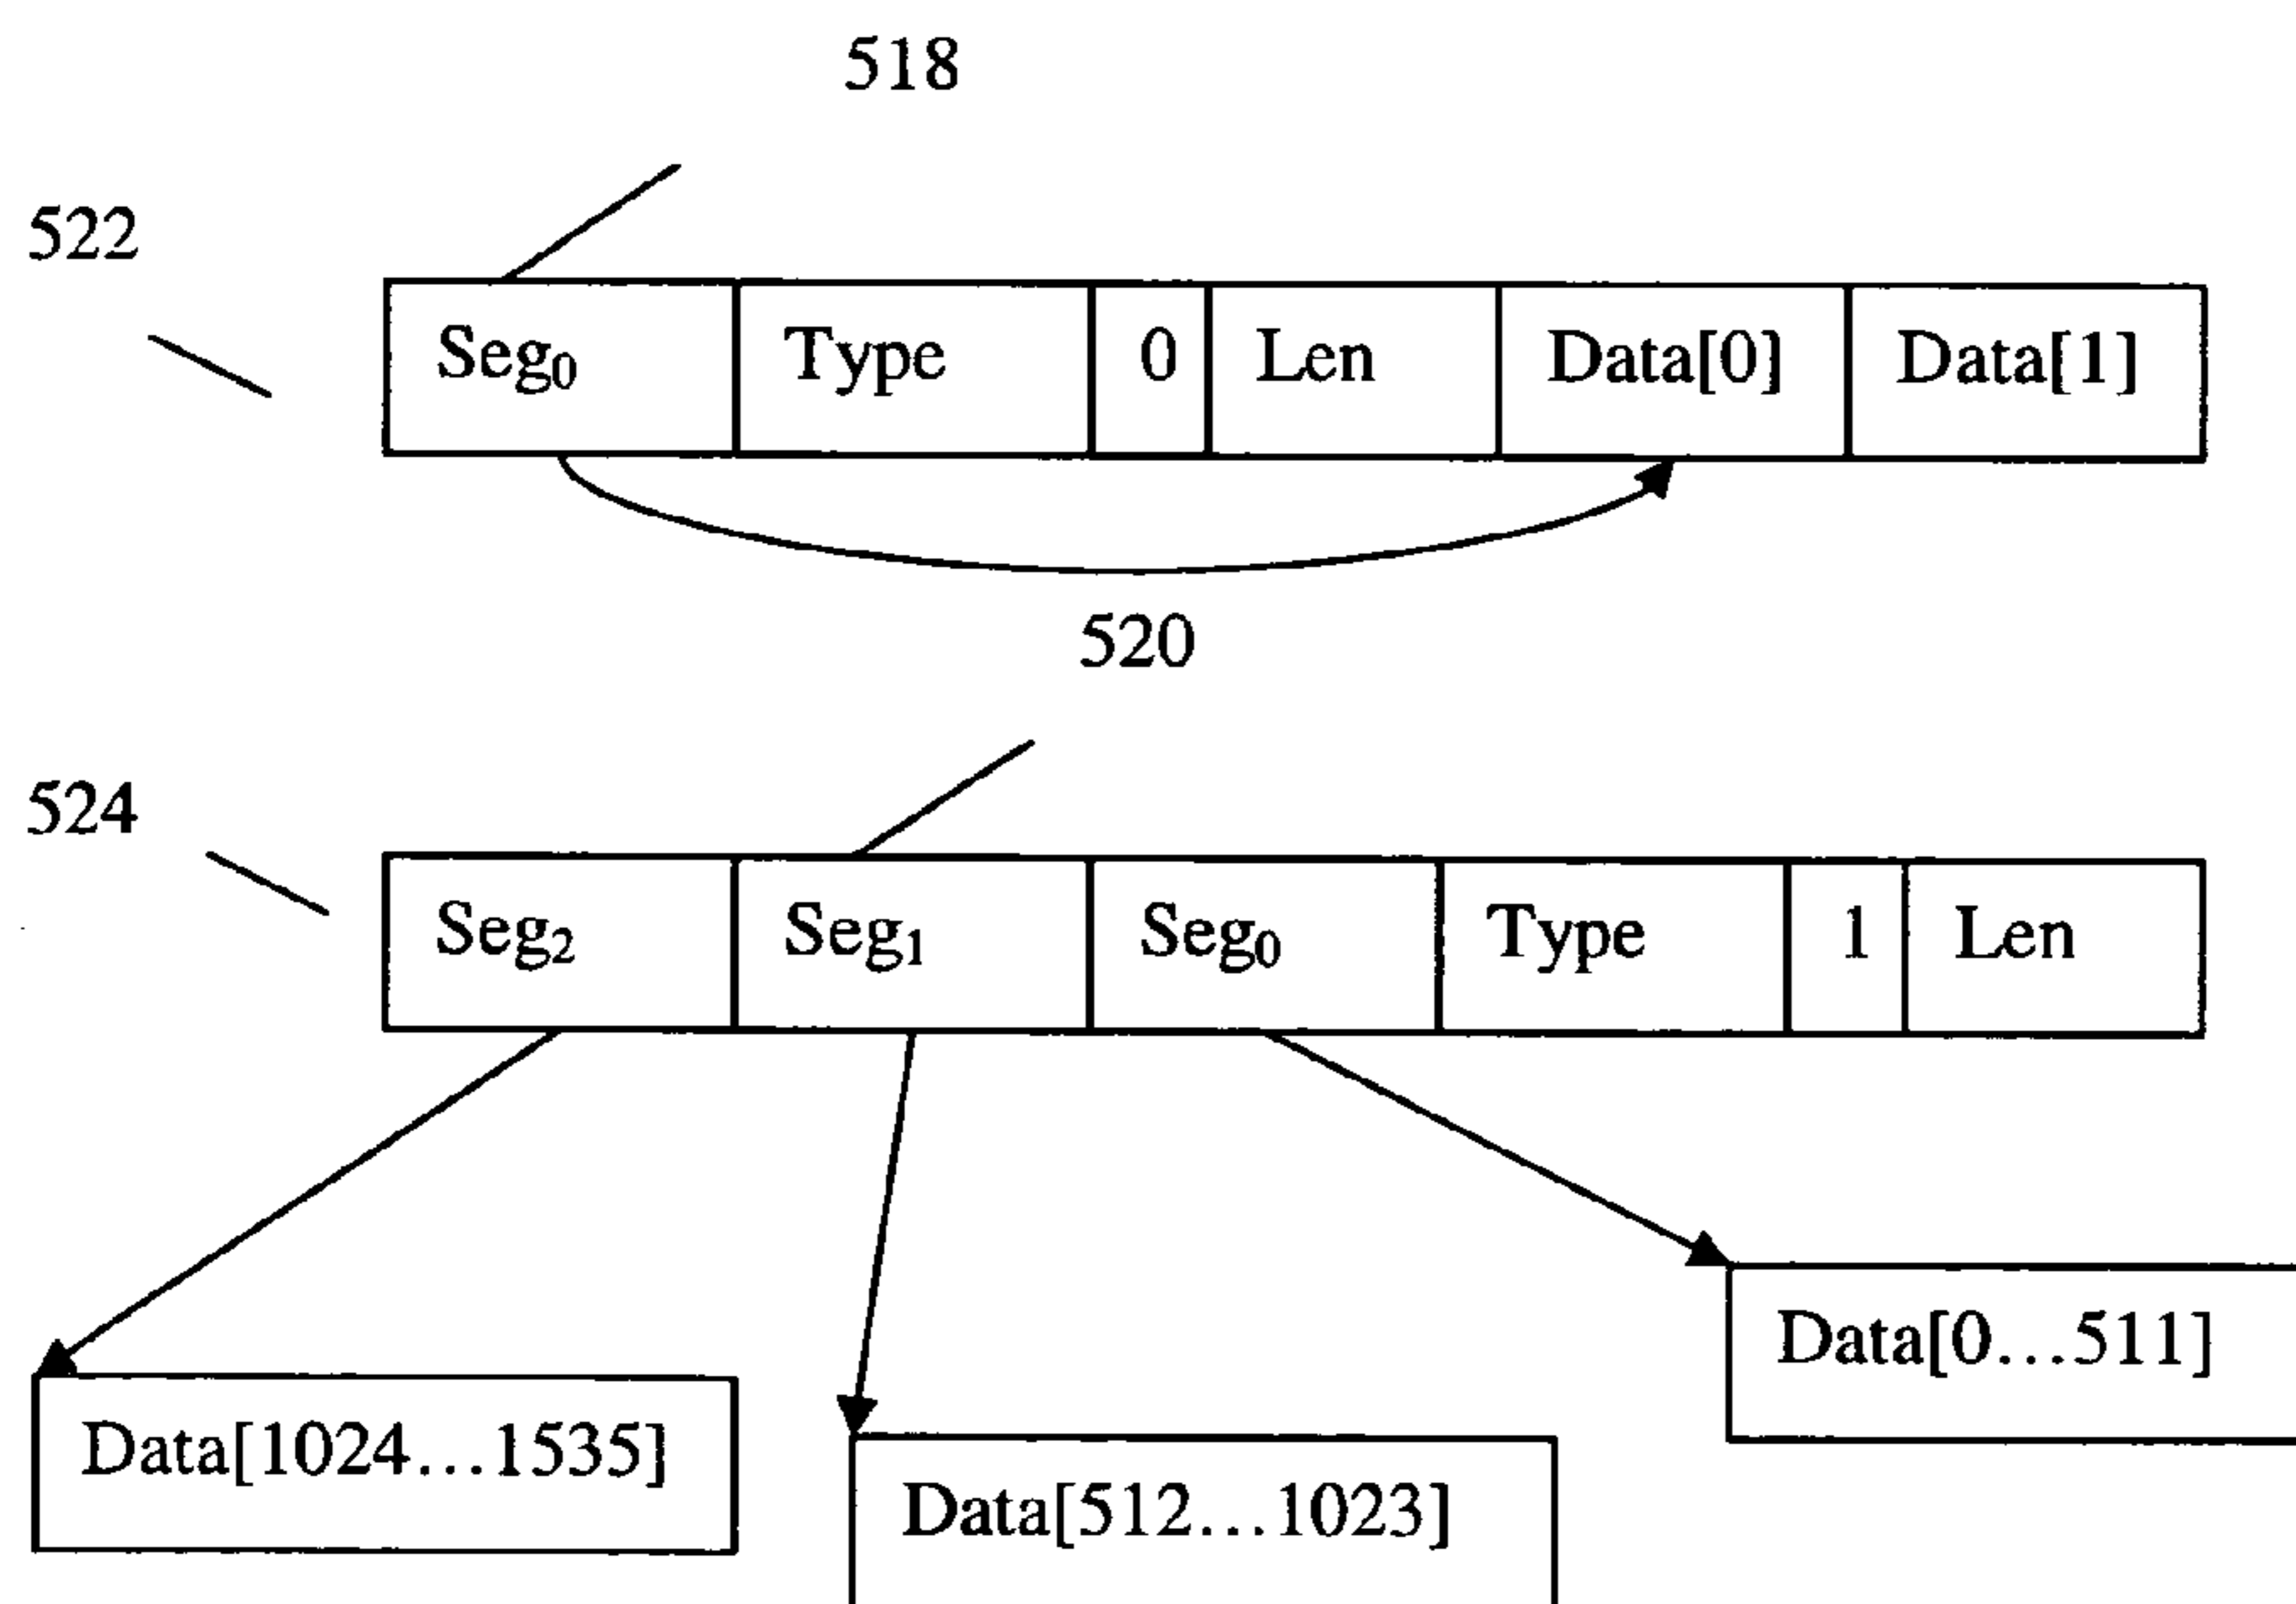 518
522
Seg₀ Type 0 Len Data[0] Data[1]
520
524
Seg₂ Seg₁ Seg₀ Type 1 Len
Data[0...511]
Data[1024...1535]
Data[512...1023]